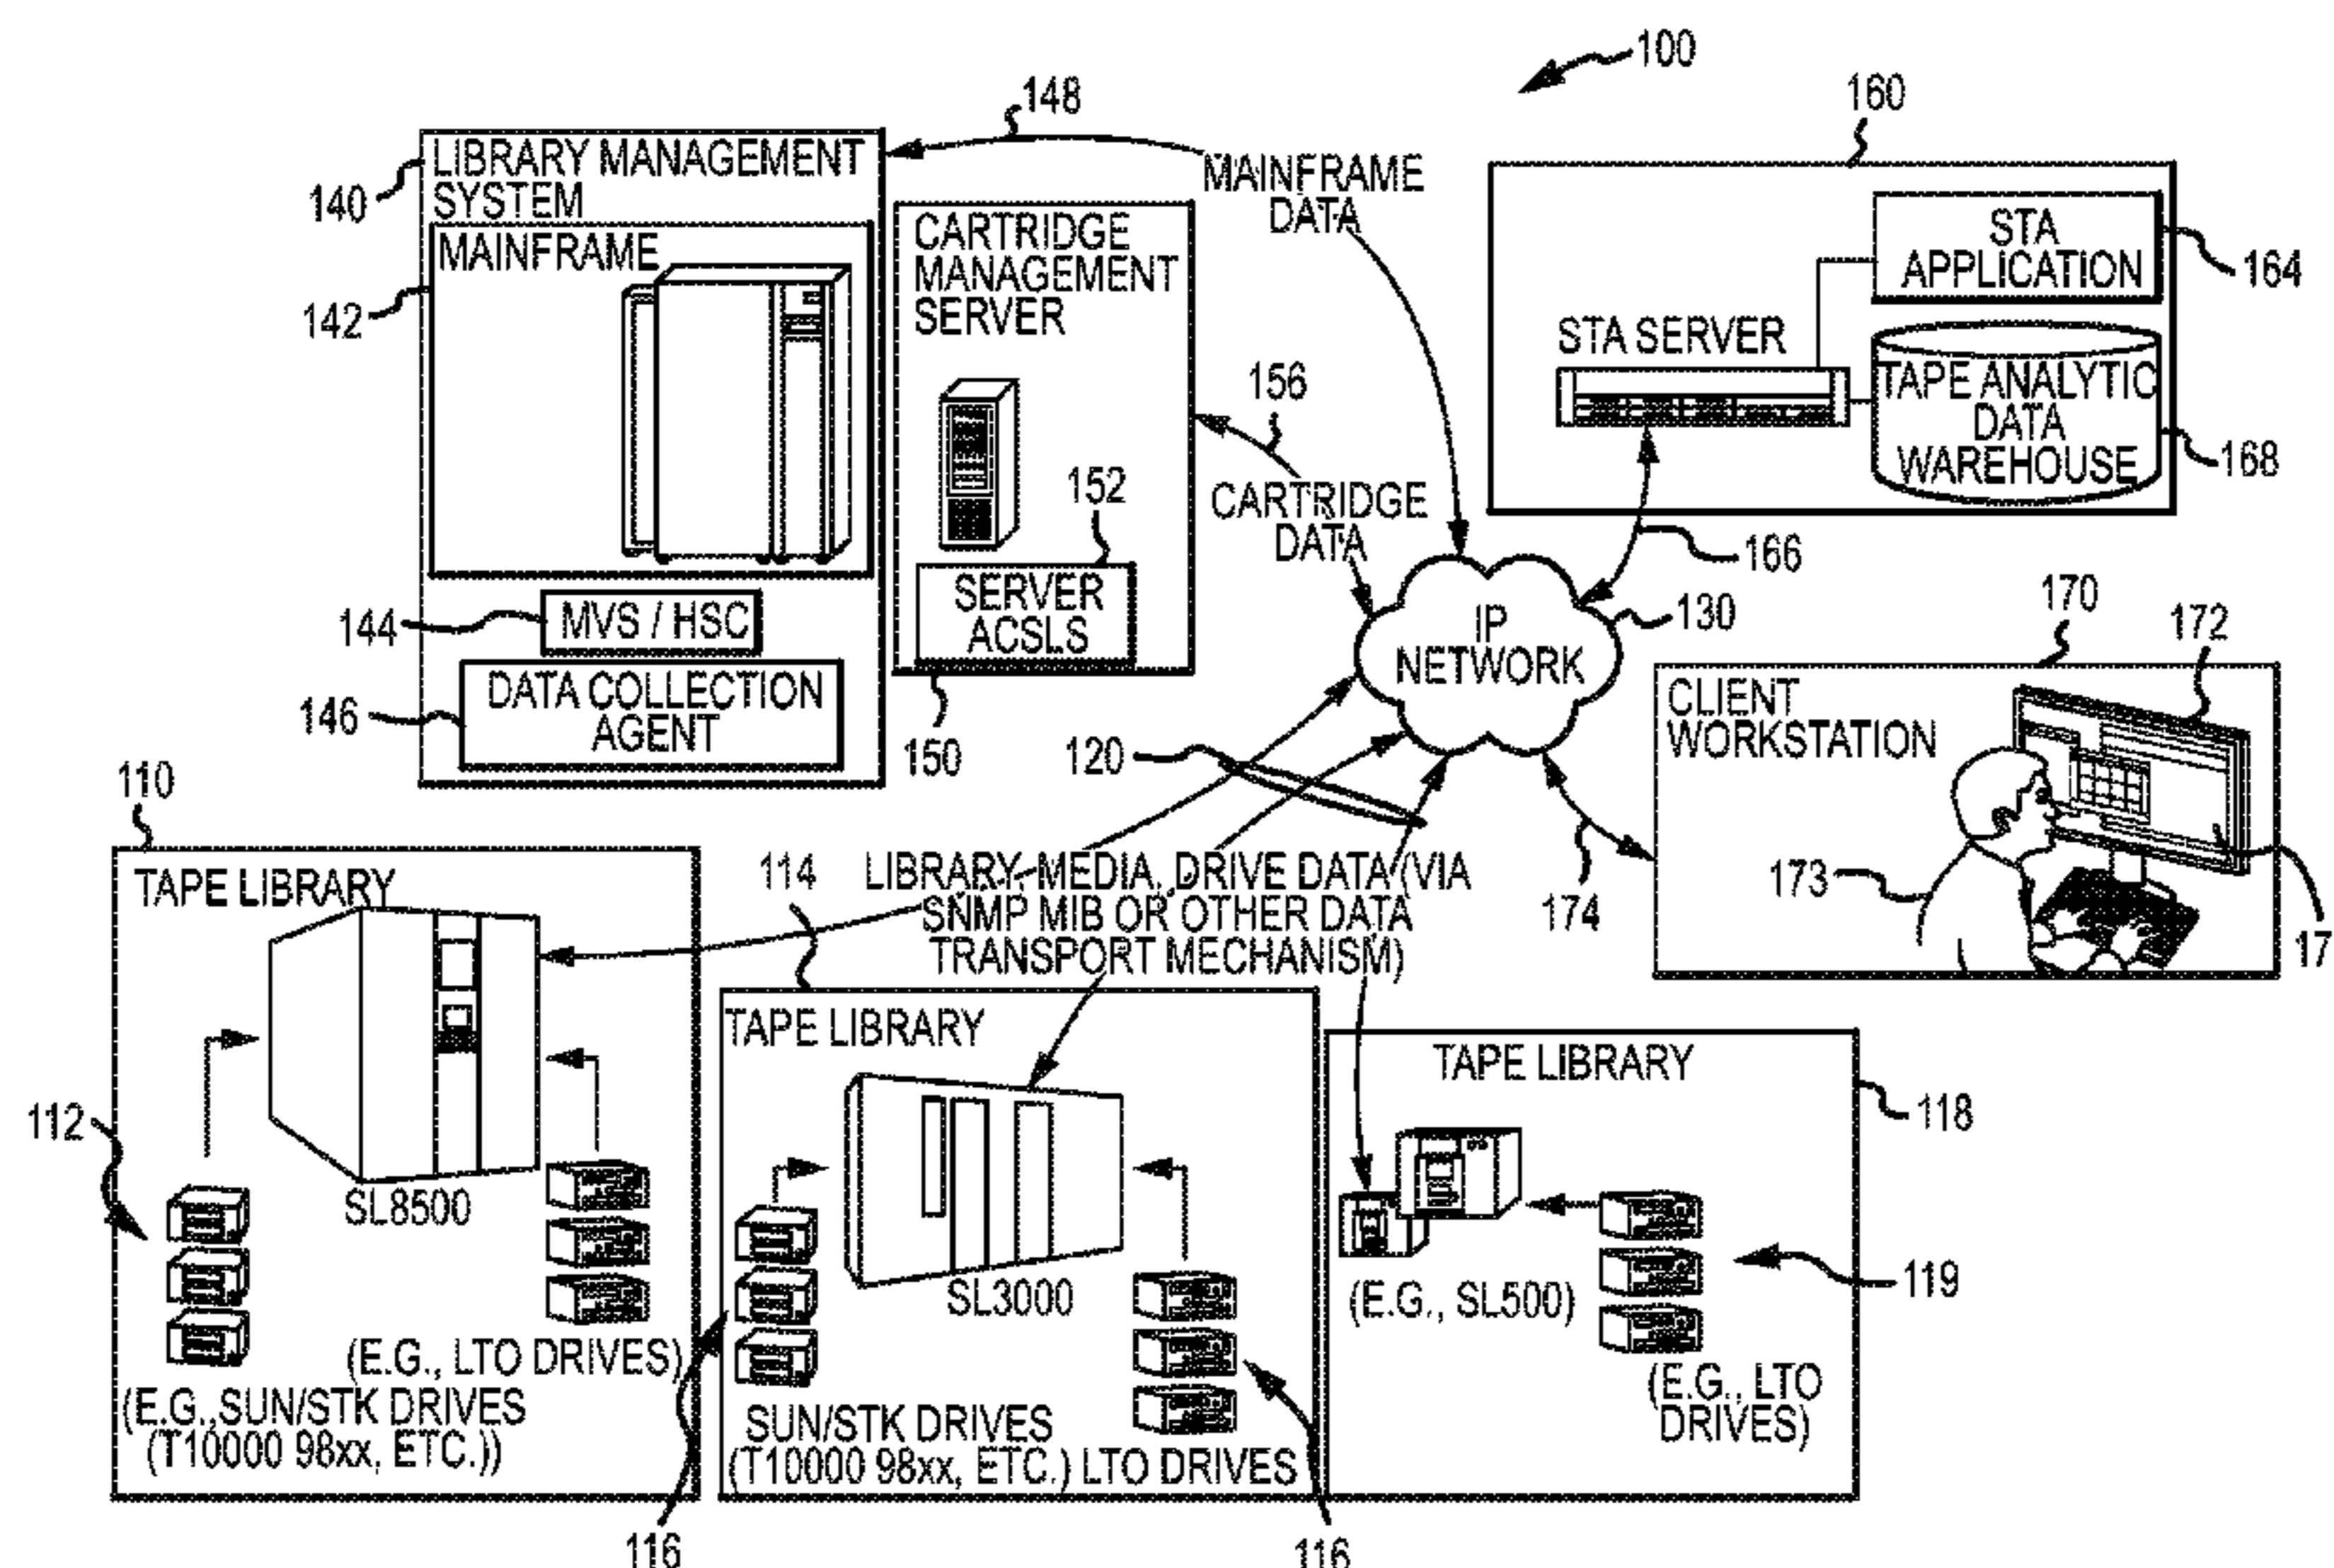 100
148
160
LIBRARY MANAGEMENT
SYSTEM
140
MAINFRAME
142
MAINFRAME
DATA
CARTRIDGE
MANAGEMENT
SERVER
STA
APPLICATION
164
STA SERVER
TAPE ANALYTIC
DATA
WAREHOUSE
168
156
CARTRIDGE
DATA
152
SERVER
ACSLS
150
166
IP
NETWORK
130
144
MVS / HSC
146
DATA COLLECTION
AGENT
170
172
CLIENT
WORKSTATION
173
17
174
120
110
TAPE LIBRARY
114
LIBRARY, MEDIA, DRIVE DATA (VIA
SNMP MIB OR OTHER DATA
TRANSPORT MECHANISM)
TAPE LIBRARY
TAPE LIBRARY
118
112
SL8500
SL3000
(E.G., SL500)
119
(E.G., LTO DRIVES)
(E.G.,SUN/STK DRIVES
(T10000 98xx, ETC.))
SUN/STK DRIVES
(T10000 98xx, ETC.) LTO DRIVES
(E.G., LTO
DRIVES)
116
116